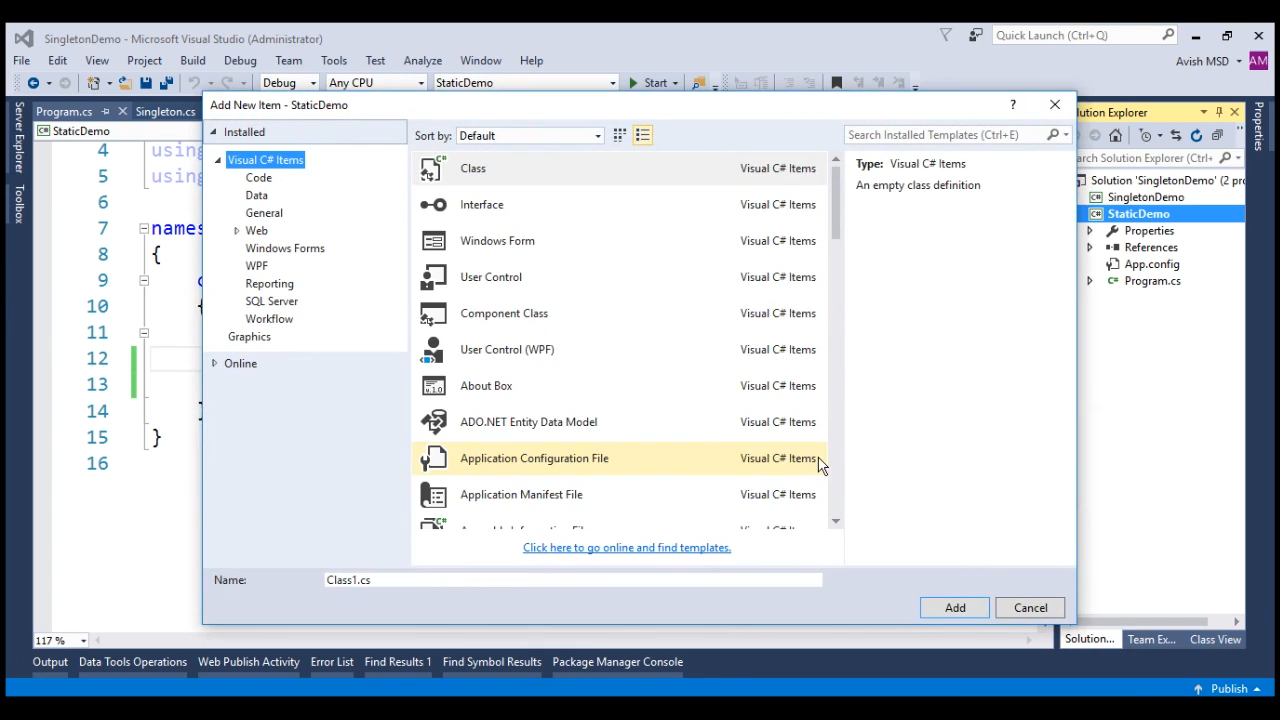 SingletonDemo - Microsoft Visual Studio (Administrator)
Quick Launch (Ctrl+Q)
File Edit View Project Build Debug Team Tools Test Analyze Window Help
Avish MSD AM
Debug Any CPU StaticDemo Start
Program.cs Singleton.cs
StaticDemo
Server Explorer
Toolbox
4 using
5 using
6
7 names
8 {
9
10
11
12
13
14
15 }
16
117 %
Add New Item - StaticDemo
Installed
Visual C# Items
Code
Data
General
Web
Windows Forms
WPF
Reporting
SQL Server
Workflow
Graphics
Online
Sort by: Default
Search Installed Templates (Ctrl+E)
Class Visual C# Items
Interface Visual C# Items
Windows Form Visual C# Items
User Control Visual C# Items
Component Class Visual C# Items
User Control (WPF) Visual C# Items
About Box Visual C# Items
ADO.NET Entity Data Model Visual C# Items
Application Configuration File Visual C# Items
Application Manifest File Visual C# Items
Click here to go online and find templates.
Type: Visual C# Items
An empty class definition
Name: Class1.cs
Add Cancel
olution Explorer
earch Solution Explorer (Ctrl+
Solution 'SingletonDemo' (2 pro
SingletonDemo
StaticDemo
Properties
References
App.config
Program.cs
Properties
Solution... Team Ex... Class View
Output Data Tools Operations Web Publish Activity Error List Find Results 1 Find Symbol Results Package Manager Console
Publish